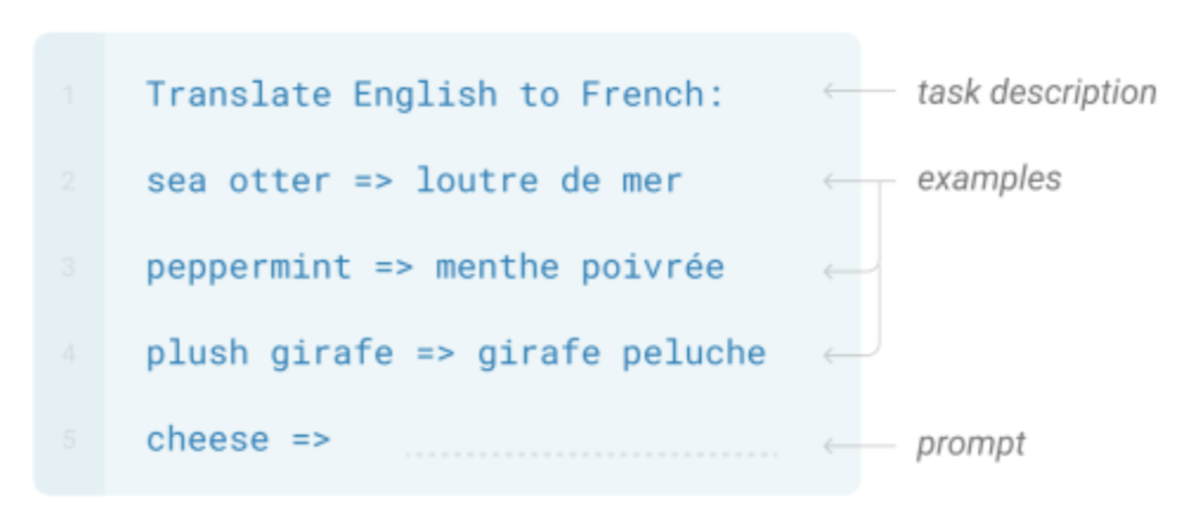 1 Translate English to French: task description
2 sea otter => loutre de mer examples
3 peppermint => menthe poivrée
4 plush girafe => girafe peluche
5 cheese => prompt